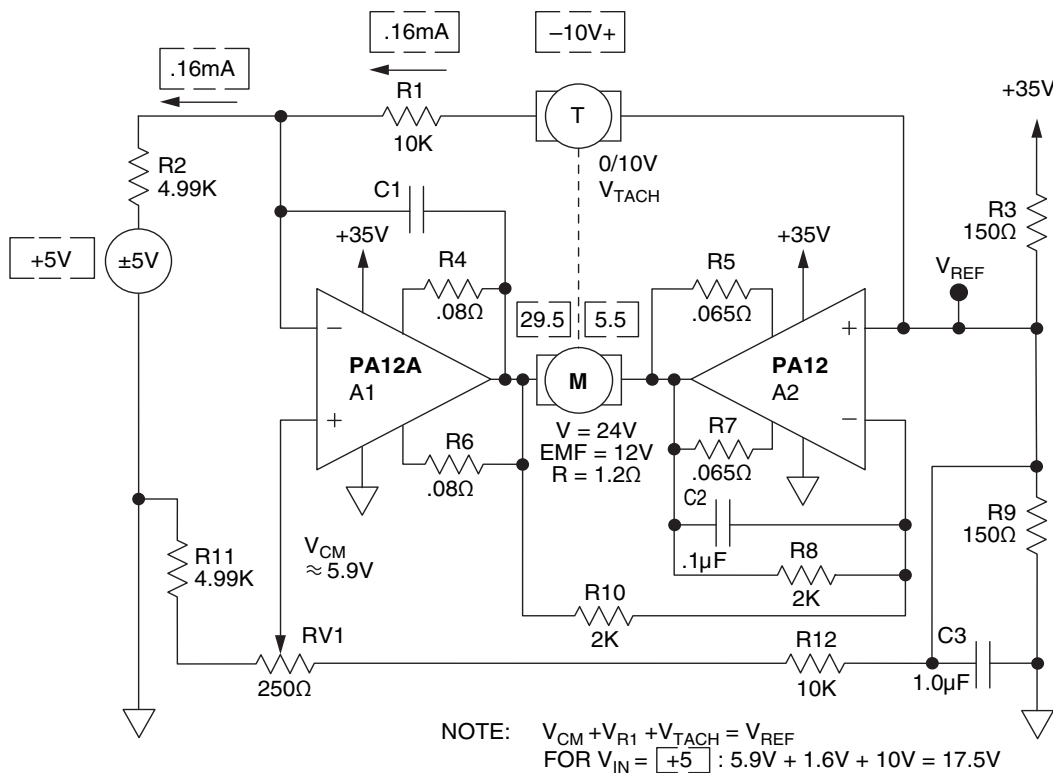 .16mA
.16mA
–10V+
+35V
R1
10K
T
R2
4.99K
0/10V
VTACH
C1
R3
150Ω
+5V
±5V
+35V
R4
.08Ω
R5
.065Ω
+35V
VREF
29.5
5.5
–
PA12A
A1
+
M
+
PA12
A2
–
V = 24V
EMF = 12V
R = 1.2Ω
R6
.08Ω
R7
.065Ω
C2
.1µF
R9
150Ω
R11
4.99K
VCM
≈ 5.9V
R8
2K
R10
2K
RV1
250Ω
R12
10K
C3
1.0µF
NOTE: VCM +VR1 +VTACH = VREF
FOR VIN = +5 : 5.9V + 1.6V + 10V = 17.5V